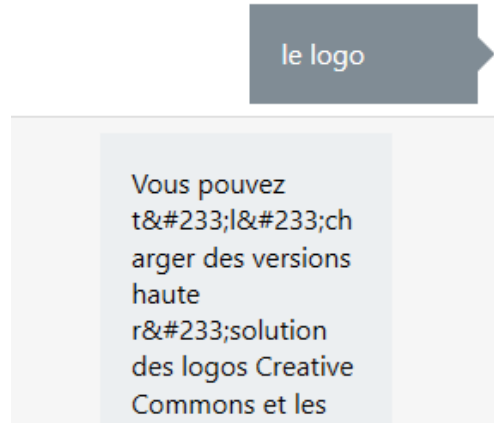 le logo
Vous pouvez
t&#233;l&#233;ch
arger des versions
haute
r&#233;solution
des logos Creative
Commons et les